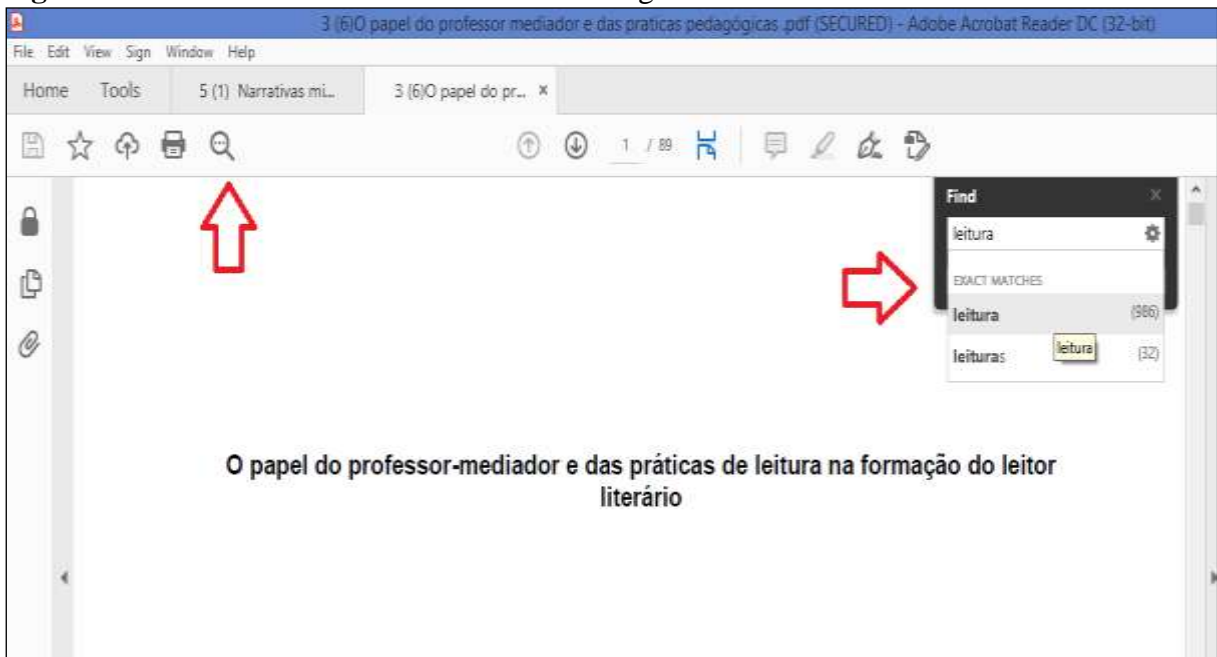 3 (6)O papel do professor mediador e das praticas pedagógicas .pdf (SECURED) - Adobe Acrobat Reader DC (32-bit)
File Edit View Sign Window Help
Home Tools 5 (1) Narrativas mi... 3 (6)O papel do pr... ×
1 / 89
Find ×
leitura
EXACT MATCHES
leitura (986)
leitura
leituras (32)
O papel do professor-mediador e das práticas de leitura na formação do leitor
literário